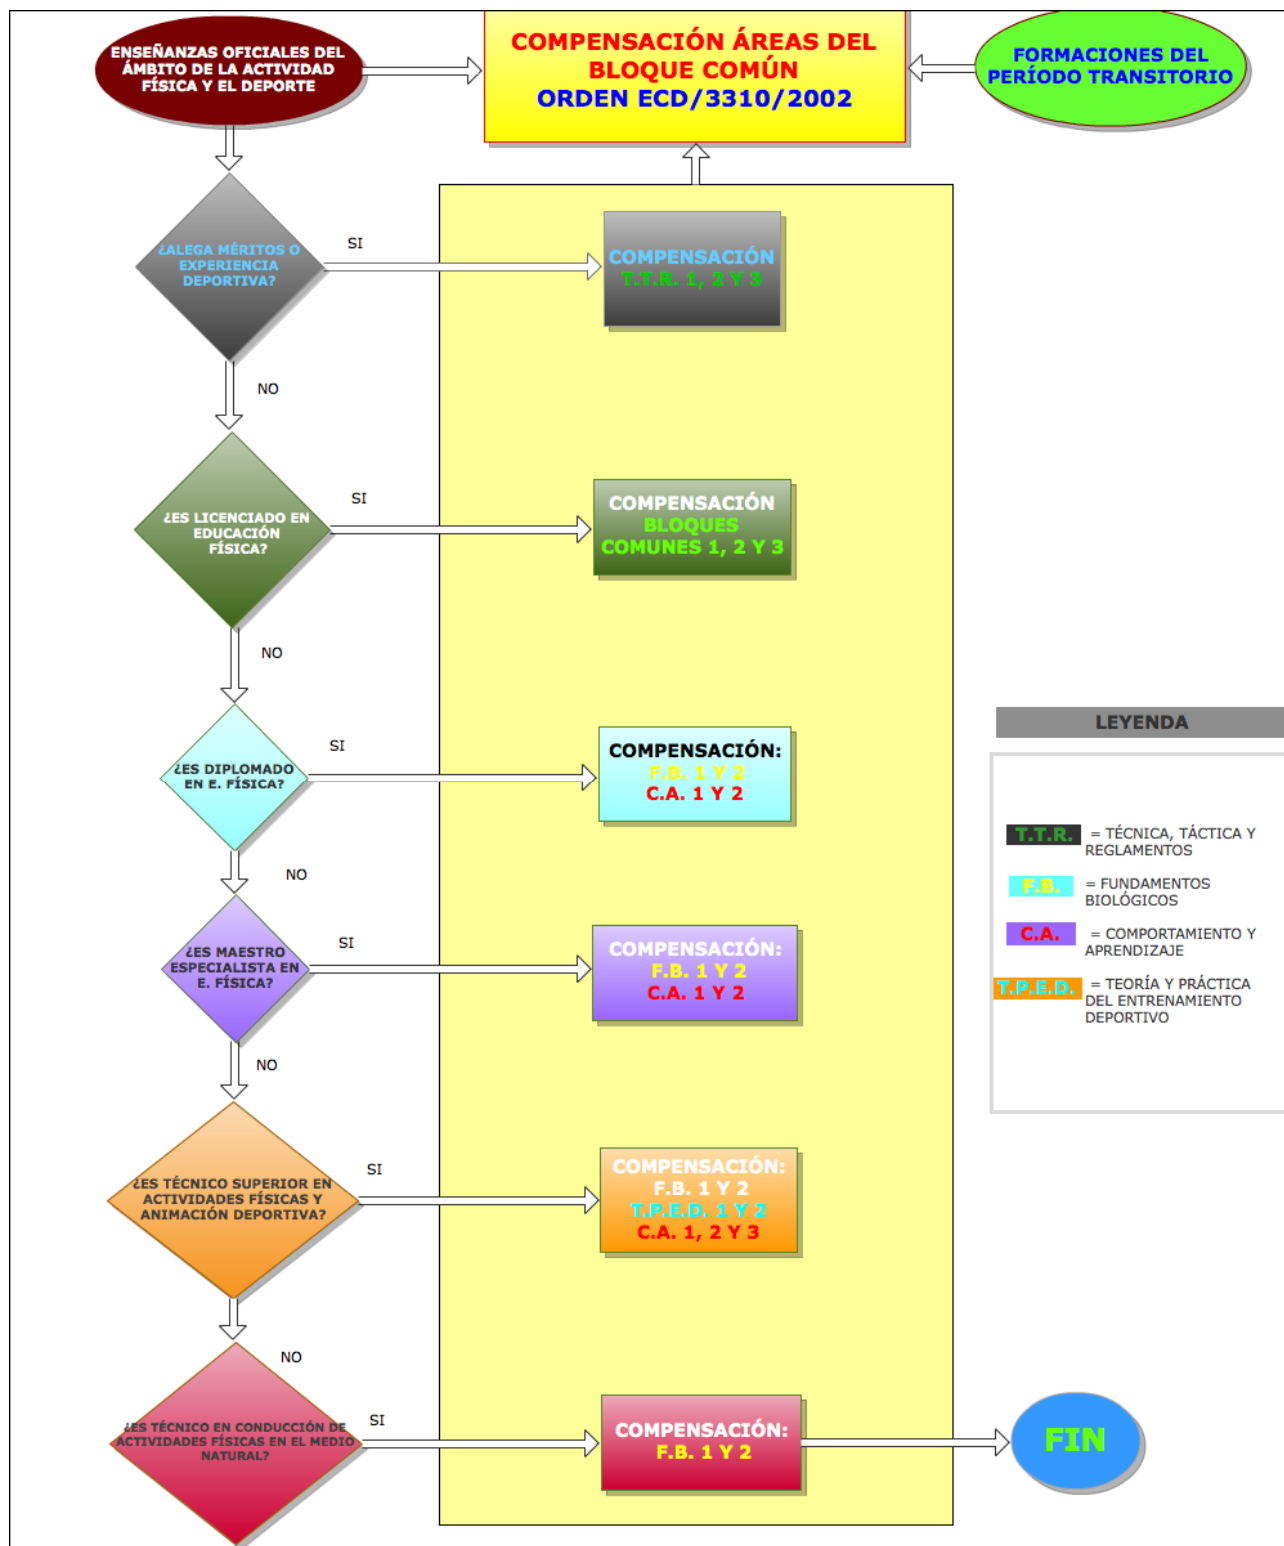 ENSEÑANZAS OFICIALES DEL
ÁMBITO DE LA ACTIVIDAD
FÍSICA Y EL DEPORTE
COMPENSACIÓN ÁREAS DEL
BLOQUE COMÚN
ORDEN ECD/3310/2002
FORMACIONES DEL
PERÍODO TRANSITORIO
¿ALEGA MÉRITOS O
EXPERIENCIA
DEPORTIVA?
SI
COMPENSACIÓN
T.T.R. 1, 2 Y 3
NO
¿ES LICENCIADO EN
EDUCACIÓN
FÍSICA?
SI
COMPENSACIÓN
BLOQUES
COMUNES 1, 2 Y 3
NO
¿ES DIPLOMADO
EN E. FÍSICA?
SI
COMPENSACIÓN:
F.B. 1 Y 2
C.A. 1 Y 2
NO
¿ES MAESTRO
ESPECIALISTA EN
E. FÍSICA?
SI
COMPENSACIÓN:
F.B. 1 Y 2
C.A. 1 Y 2
NO
¿ES TÉCNICO SUPERIOR EN
ACTIVIDADES FÍSICAS Y
ANIMACIÓN DEPORTIVA?
SI
COMPENSACIÓN:
F.B. 1 Y 2
T.P.E.D. 1 Y 2
C.A. 1, 2 Y 3
NO
¿ES TÉCNICO EN CONDUCCIÓN DE
ACTIVIDADES FÍSICAS EN EL MEDIO
NATURAL?
SI
COMPENSACIÓN:
F.B. 1 Y 2
FIN
LEYENDA
T.T.R. = TÉCNICA, TÁCTICA Y
REGLAMENTOS
F.B. = FUNDAMENTOS
BIOLÓGICOS
C.A. = COMPORTAMIENTO Y
APRENDIZAJE
T.P.E.D. = TEORÍA Y PRÁCTICA
DEL ENTRENAMIENTO
DEPORTIVO